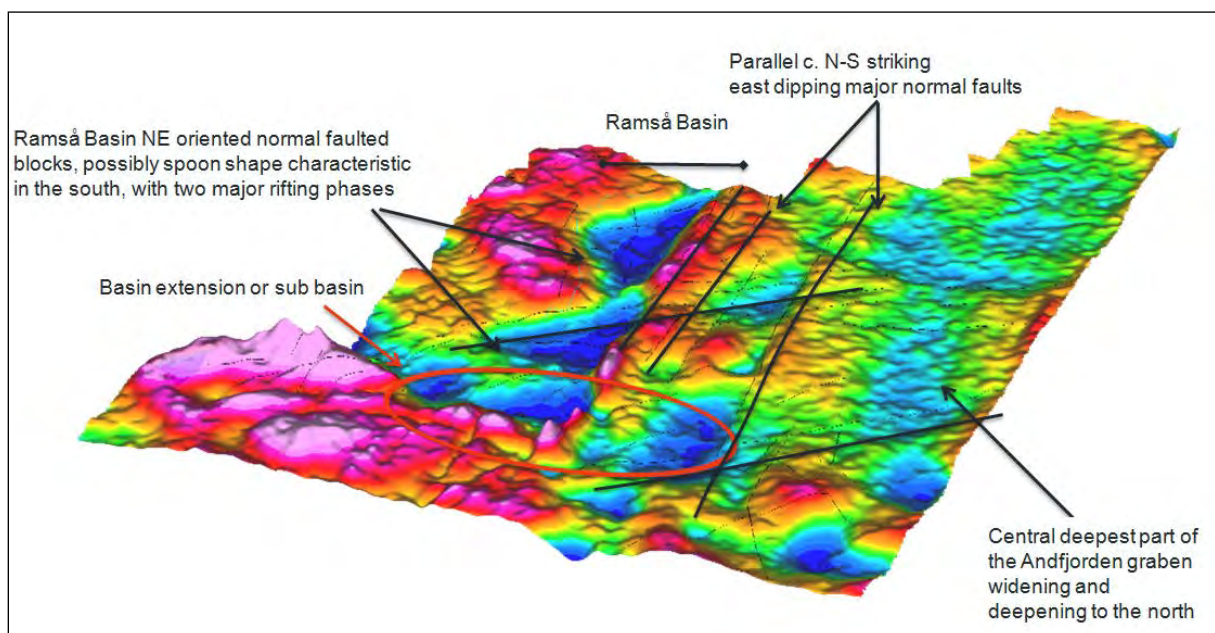 Parallel c. N-S striking
east dipping major normal faults
Ramså Basin
Ramså Basin NE oriented normal faulted
blocks, possibly spoon shape characteristic
in the south, with two major rifting phases
Basin extension or sub basin
Central deepest part of
the Andfjorden graben
widening and
deepening to the north